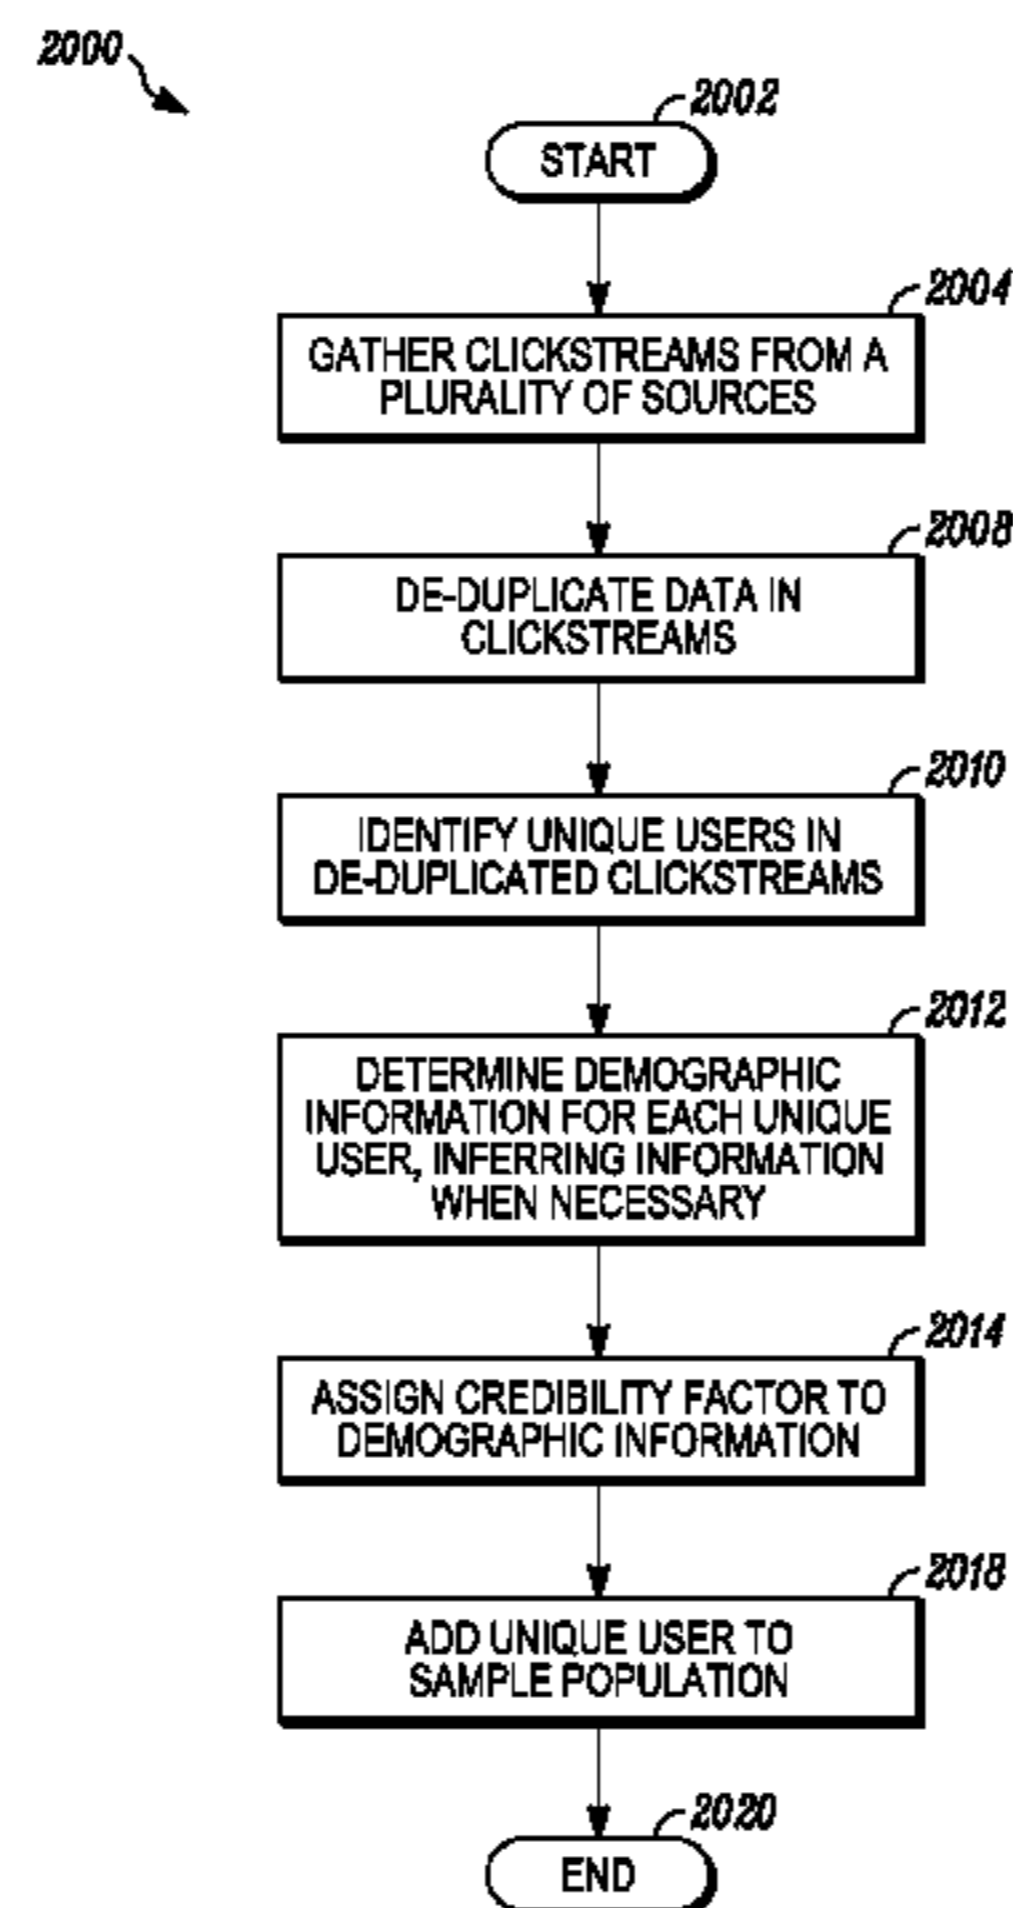 2000
2002
START
2004
GATHER CLICKSTREAMS FROM A
PLURALITY OF SOURCES
2008
DE-DUPLICATE DATA IN
CLICKSTREAMS
2010
IDENTIFY UNIQUE USERS IN
DE-DUPLICATED CLICKSTREAMS
2012
DETERMINE DEMOGRAPHIC
INFORMATION FOR EACH UNIQUE
USER, INFERRING INFORMATION
WHEN NECESSARY
2014
ASSIGN CREDIBILITY FACTOR TO
DEMOGRAPHIC INFORMATION
2018
ADD UNIQUE USER TO
SAMPLE POPULATION
2020
END